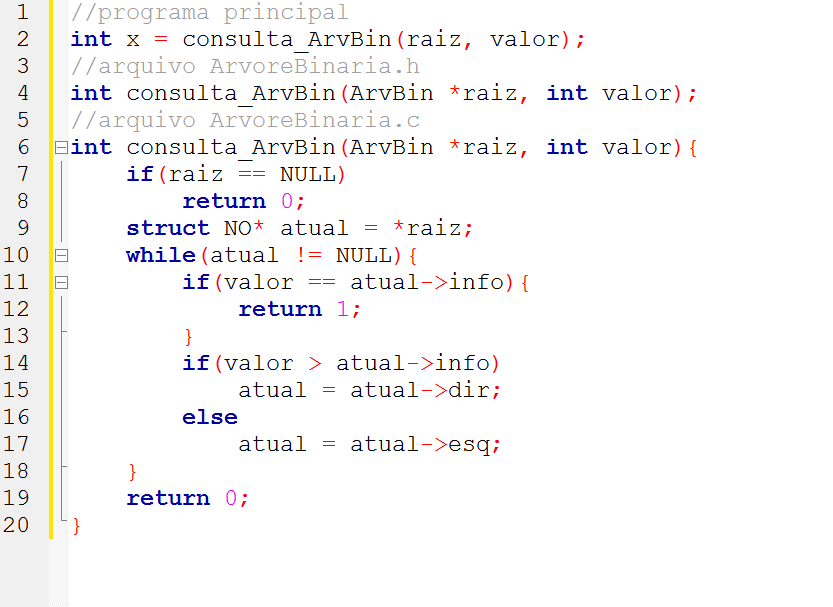 1 //programa principal
2 int x = consulta_ArvBin(raiz, valor);
3 //arquivo ArvoreBinaria.h
4 int consulta_ArvBin(ArvBin *raiz, int valor);
5 //arquivo ArvoreBinaria.c
6 int consulta_ArvBin(ArvBin *raiz, int valor){
7 if(raiz == NULL)
8 return 0;
9 struct NO* atual = *raiz;
10 while(atual != NULL){
11 if(valor == atual->info){
12 return 1;
13 }
14 if(valor > atual->info)
15 atual = atual->dir;
16 else
17 atual = atual->esq;
18 }
19 return 0;
20 }